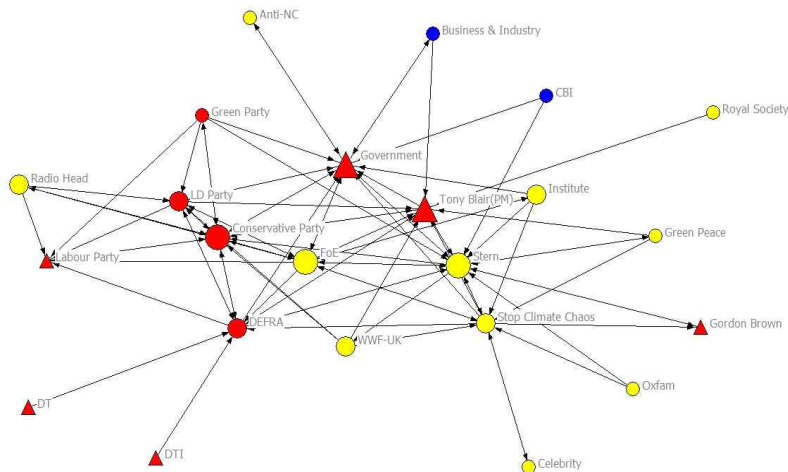 Anti-NC
Business & Industry
CBI
Royal Society
Green Party
Government
Radio Head
LD Party
Tony Blair(PM)
Institute
Conservative Party
Labour Party
FoE
Stern
Green Peace
DEFRA
Stop Climate Chaos
Gordon Brown
WWF-UK
Oxfam
DT
DTI
Celebrity